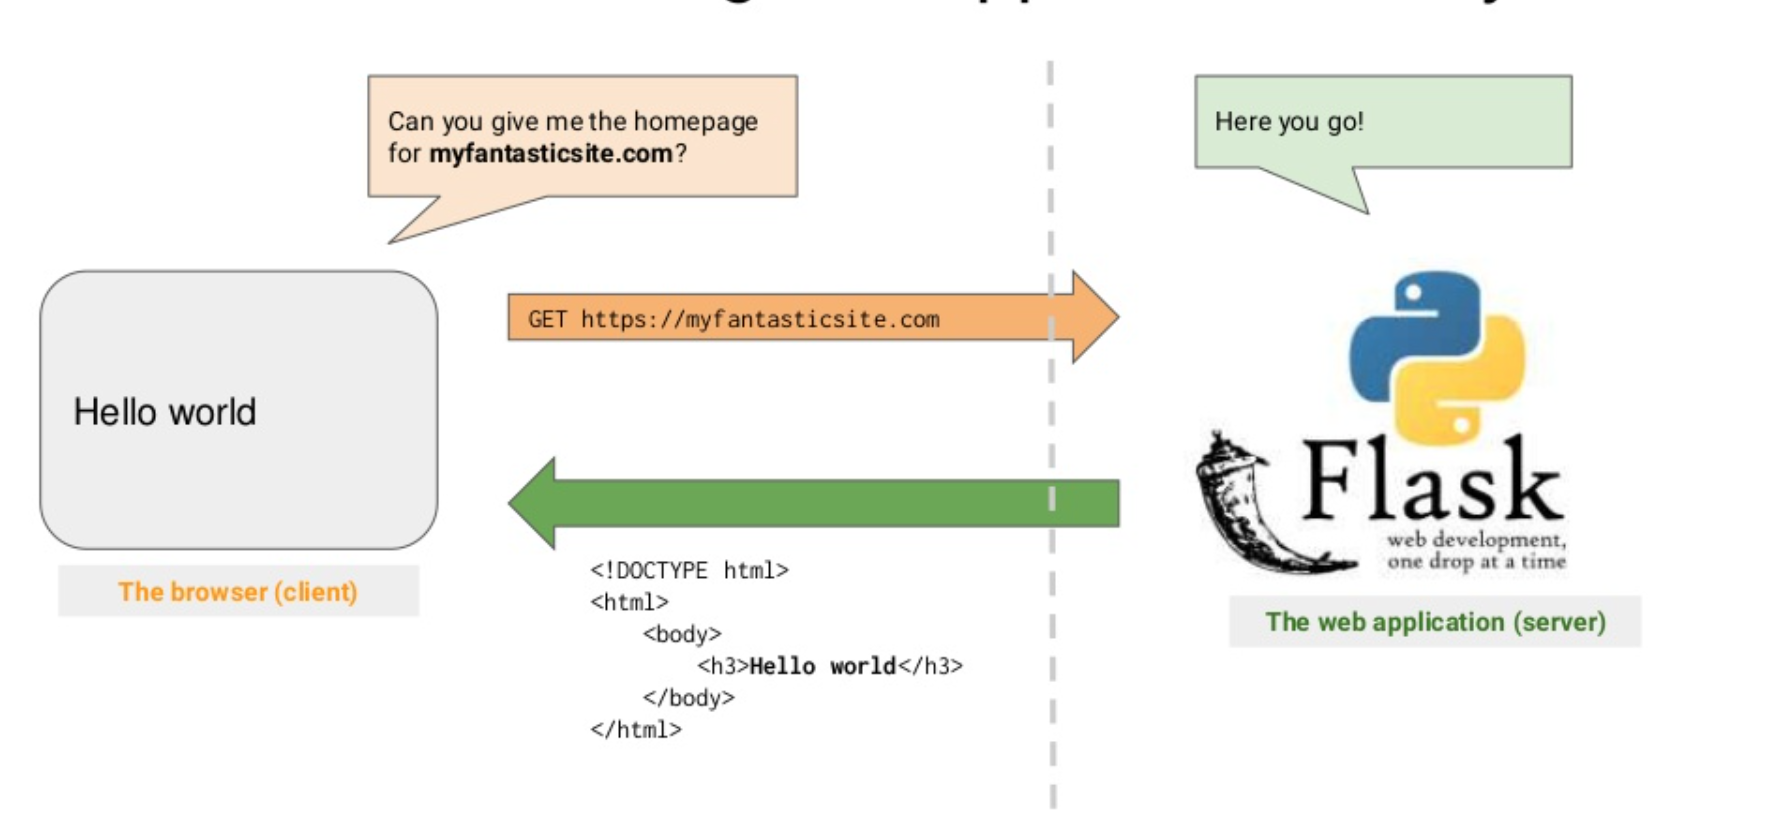 Can you give me the homepage
for myfantasticsite.com?
Here you go!
GET https://myfantasticsite.com
Hello world
<!DOCTYPE html>
<html>
<body>
<h3>Hello world</h3>
</body>
</html>
The browser (client)
Flask
web development,
one drop at a time
The web application (server)